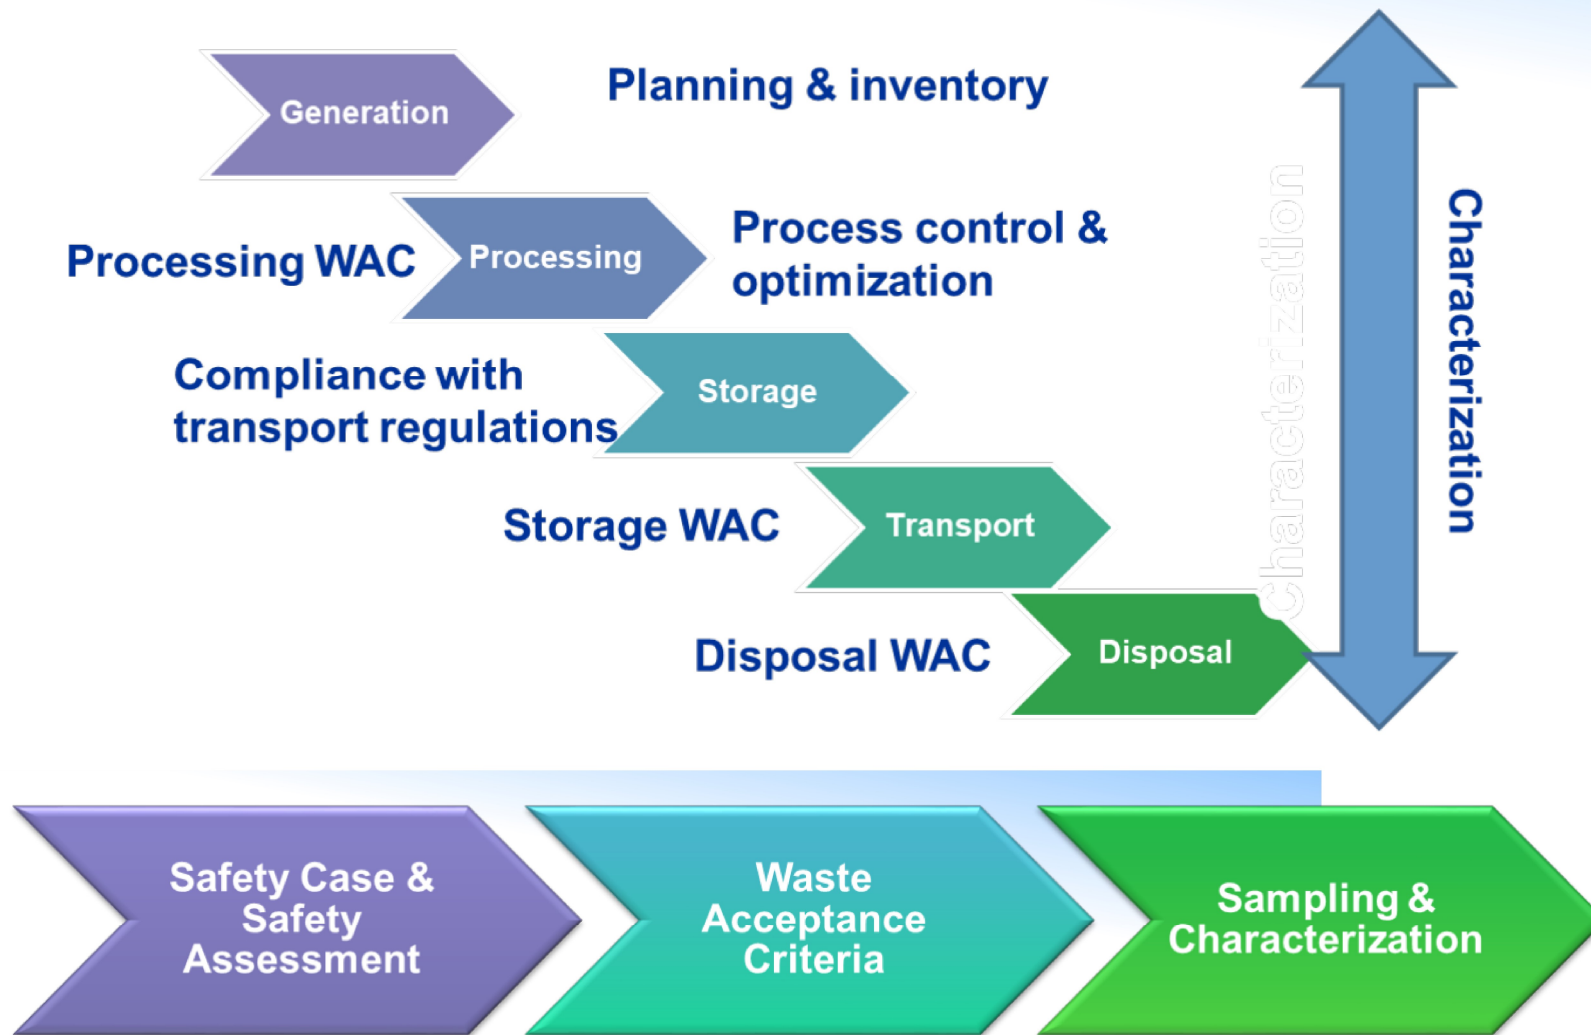 Generation
Planning & inventory
Processing WAC
Processing
Process control &
optimization
Compliance with
transport regulations
Storage
Storage WAC
Transport
Disposal WAC
Disposal
Characterization
Characterization
Safety Case &
Safety
Assessment
Waste
Acceptance
Criteria
Sampling &
Characterization